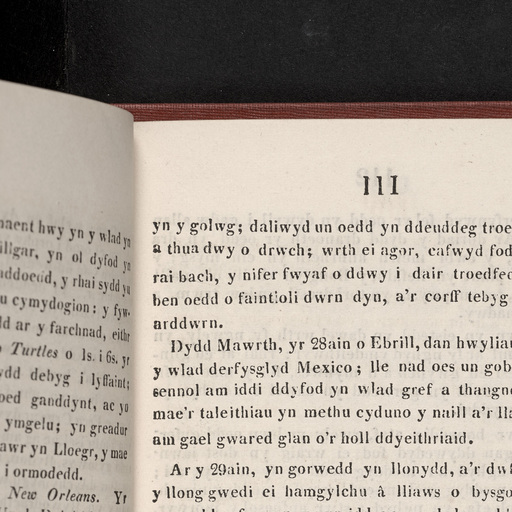 naent hwy yn y wlad yn
illgar, yn ol dyfod yn
addoedd, y rhai sydd yn
u cymydogion: y fyw-
ld ar y farchnad, eithr
Turtles o 1s. i 6s. yr
ydd debyg i lyffaint;
oed ganddynt, ac yo
ymgelu; yn greadur
awr yn Lloegr, y mae
i ormodedd.
New Orleans. Yr
111
yn y golwg; daliwyd un oedd yn ddeuddeg troe
a thua dwy o drwch; wrth ei agor, cafwyd fod
rai bach, y nifer fwyaf o ddwy i dair troedfed
ben oedd o faintioli dwrn dyn, a'r corff tebyg
arddwrn.
Dydd Mawrth, yr 28ain o Ebrill, dan hwyliau
y wlad derfysglyd Mexico; lle nad oes un gob
sennol am iddi ddyfod yn wlad gref a thangne
mae'r taleithiau yn methu cyduno y naill a'r lla
am gael gwared glan o'r holl ddyeithriaid.
Ar y 29ain, yn gorwedd yn llonydd, a'r dwf
y llong gwedi ei hamgylchu â lliaws o bysgo